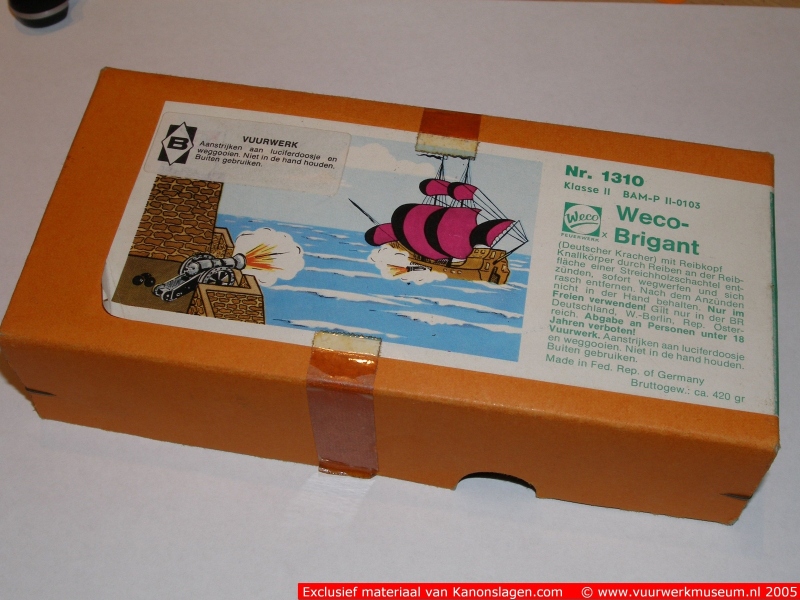 B
VUURWERK
Aanstrijken aan luciferdoosje en
weggooien. Niet in de hand houden.
Buiten gebruiken.
Nr. 1310
Klasse II BAM-P II-0103
Weco
FEUERWERK
x
Weco-
Brigant
(Deutscher Kracher) mit Reibkopf
Knallkörper durch Reiben an der Reib-
fläche einer Streichholzschachtel ent-
zünden, sofort wegwerfen und sich
rasch entfernen. Nach dem Anzünden
nicht in der Hand behalten. Nur im
Freien verwenden! Gilt nur in der BR
Deutschland, W.-Berlin, Rep. Öster-
reich. Abgabe an Personen unter 18
Jahren verboten!
Vuurwerk. Aanstrijken aan luciferdoosje
en weggooien. Niet in de hand houden.
Buiten gebruiken.
Made in Fed. Rep. of Germany
Bruttogew.: ca. 420 gr
Exclusief materiaal van Kanonslagen.com © www.vuurwerkmuseum.nl 2005